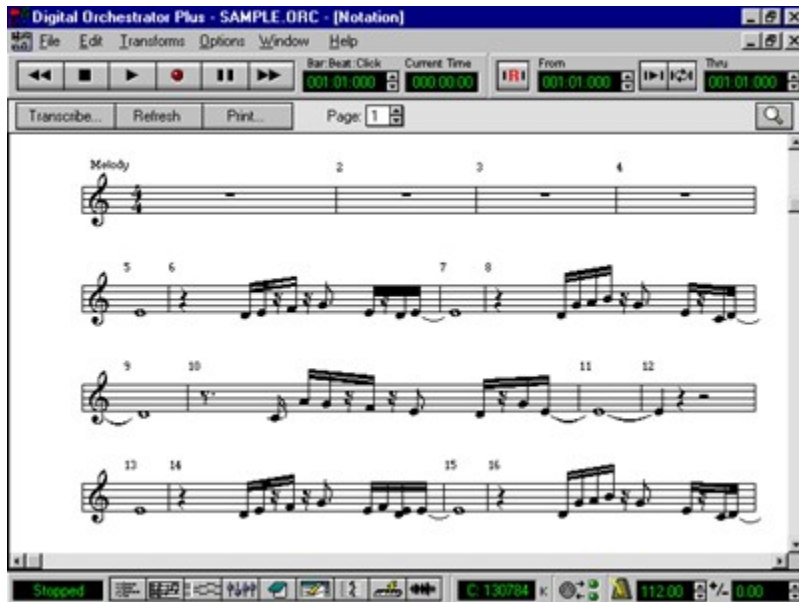 Digital Orchestrator Plus - SAMPLE.ORC - [Notation]
File Edit Transforms Options Window Help
Bar:Beat:Click Current Time From Thru
001:01:000 000:00:00 R 001:01:000 001:01:000
Transcribe... Refresh Print... Page: 1
Melody 2 3 4
4
4
5 6 7 8
9 10 11 12
13 14 15 16
Stopped C: 130784 K 112.00 +/- 0.00